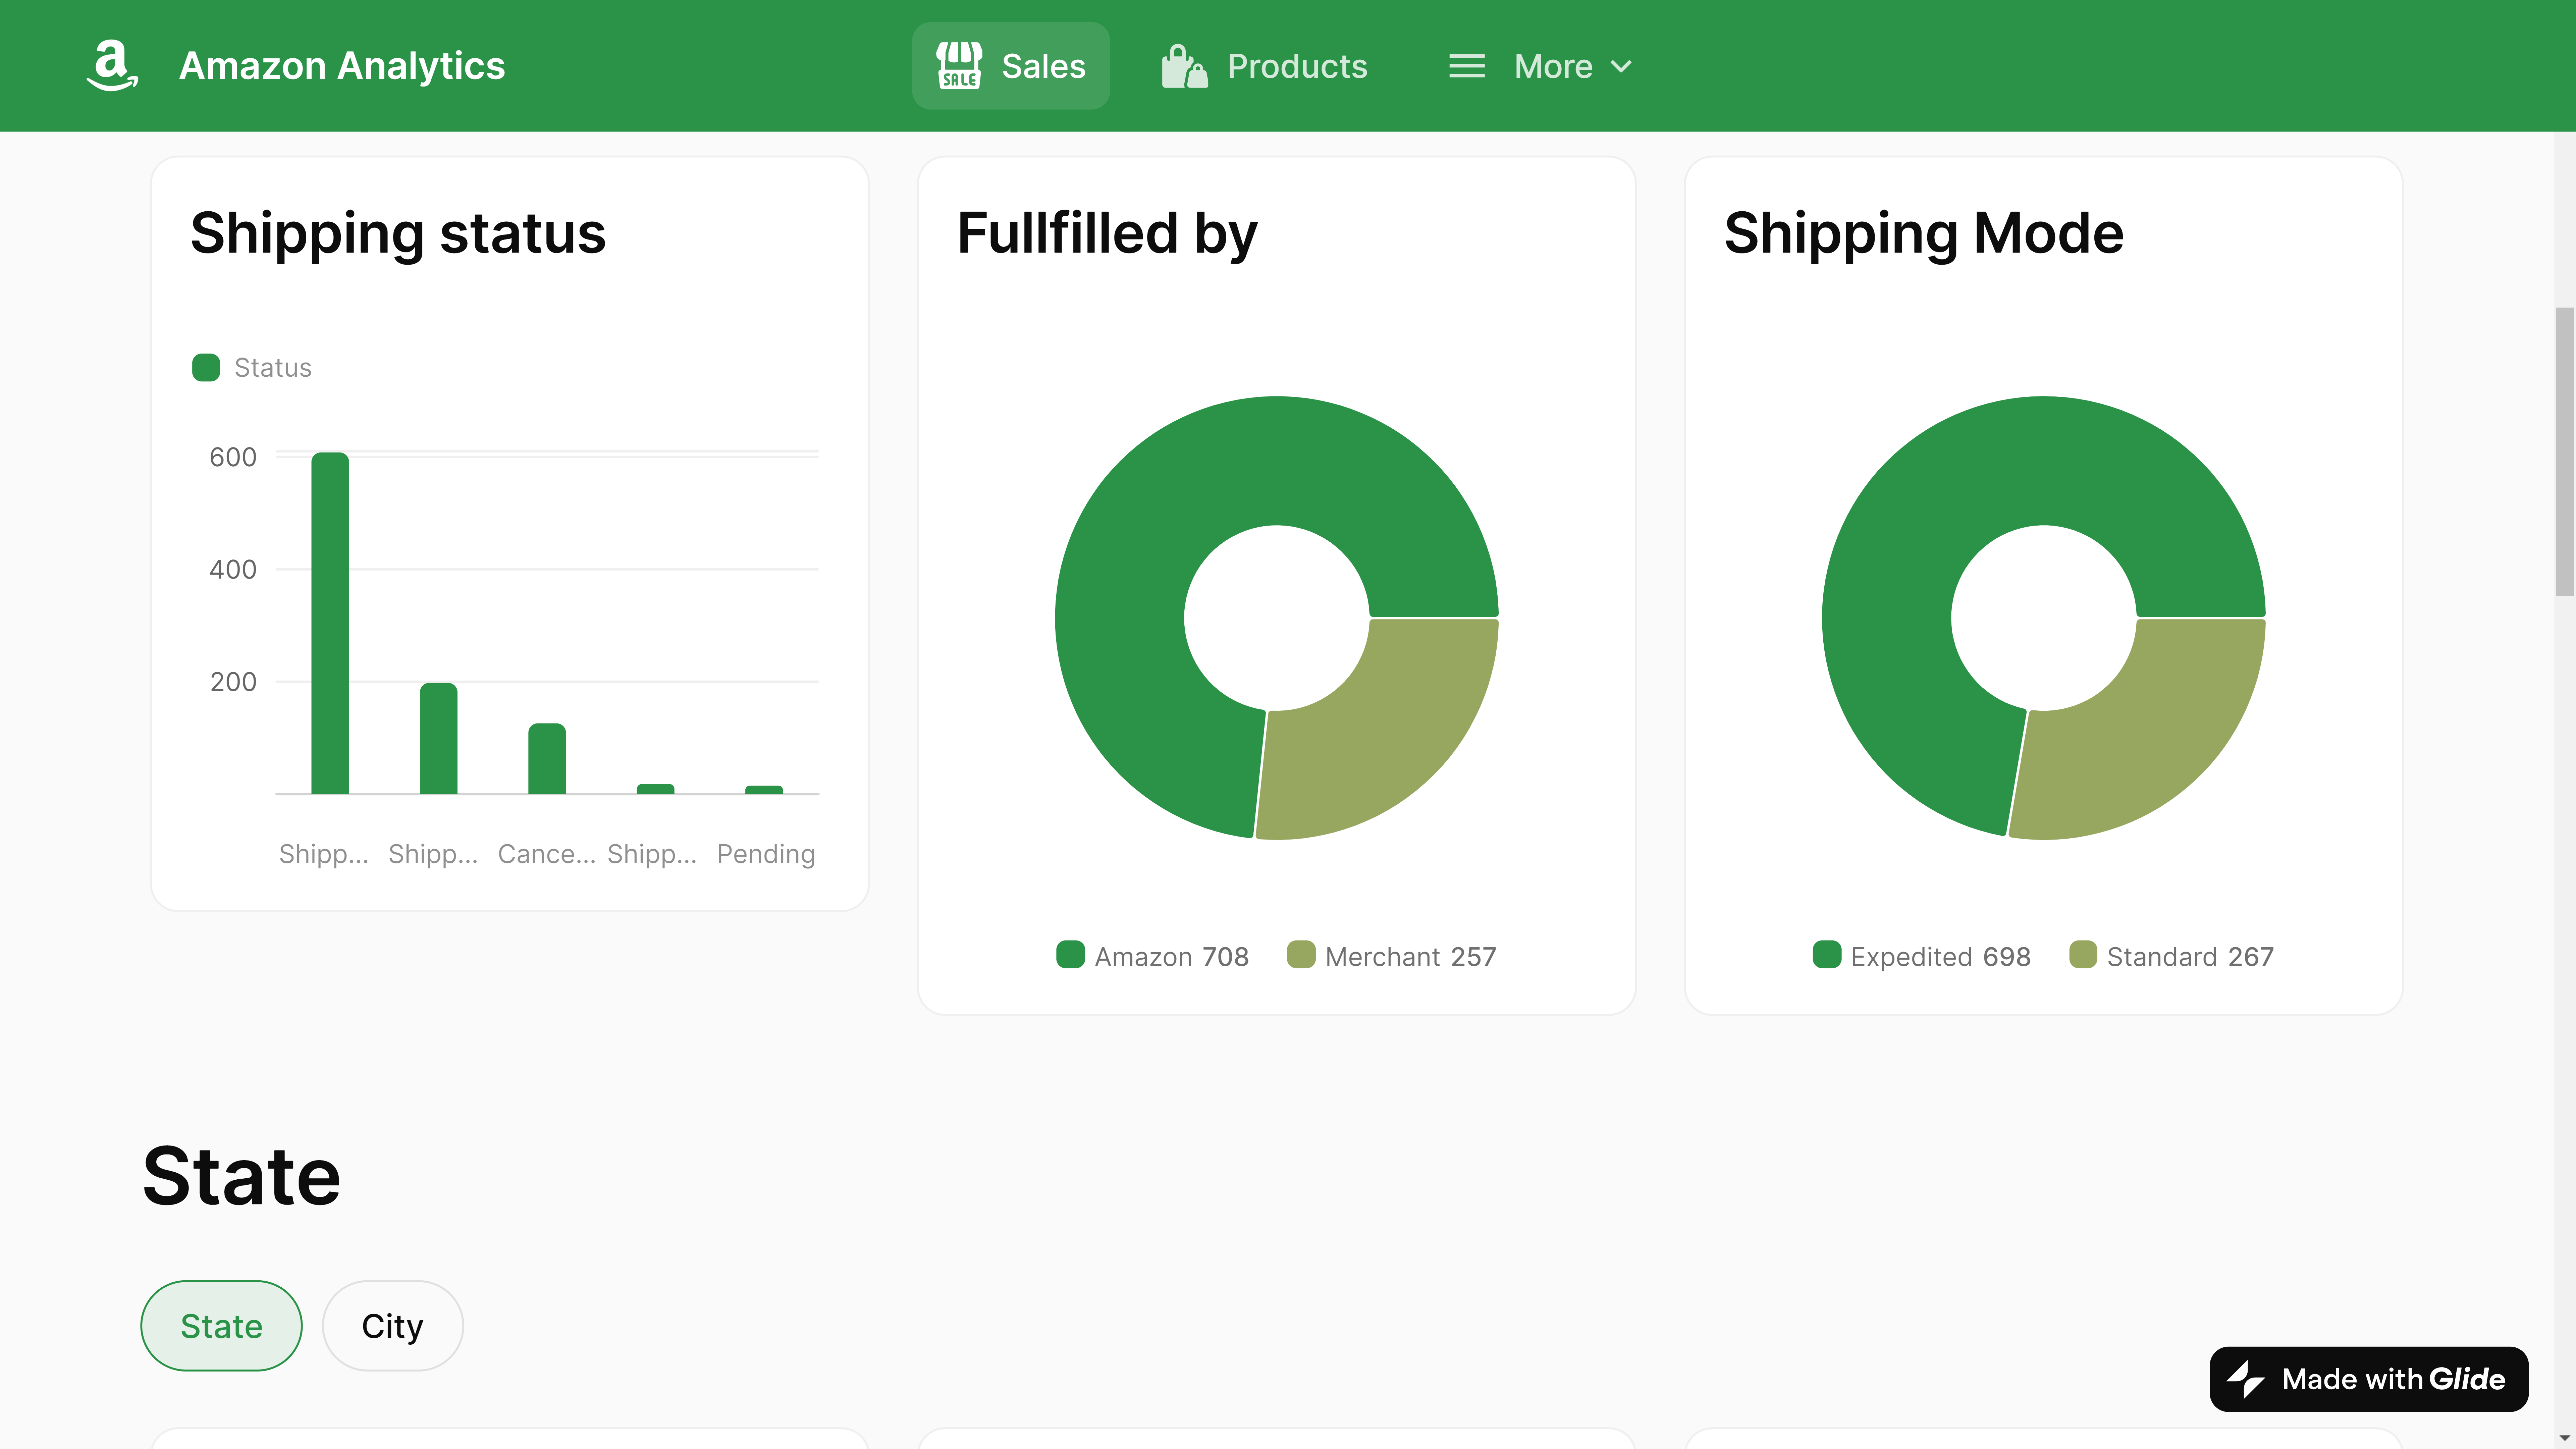 Amazon Analytics
SALE
Sales
Products
More
Shipping status
Status
600
400
200
Shipp...
Shipp...
Cance...
Shipp...
Pending
Fullfilled by
Amazon 708
Merchant 257
Shipping Mode
Expedited 698
Standard 267
State
State
City
Made with Glide